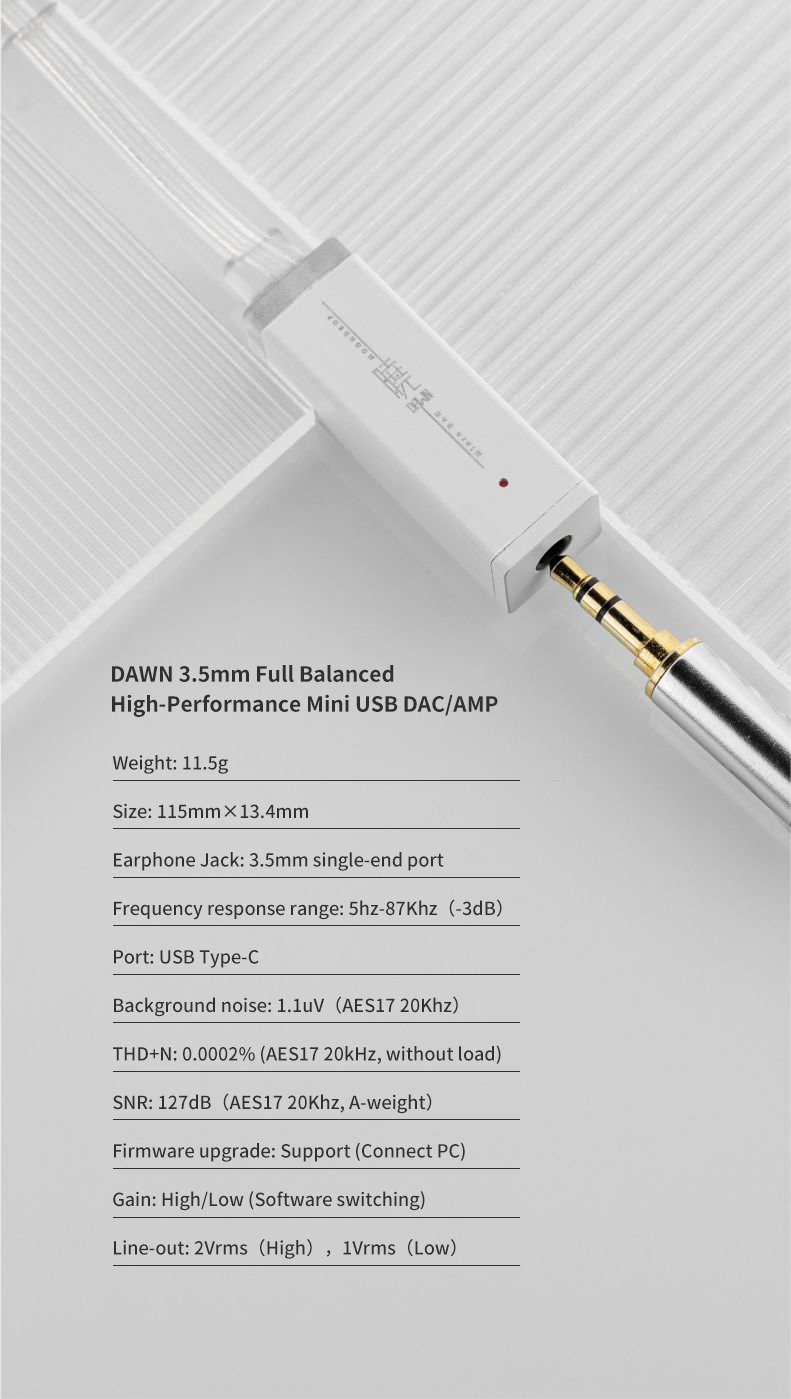 MOONDROP
DAWN 3.5mm Full Balanced
High-Performance Mini USB DAC/AMP
Weight: 11.5g
Size: 115mm×13.4mm
Earphone Jack: 3.5mm single-end port
Frequency response range: 5hz-87Khz（-3dB）
Port: USB Type-C
Background noise: 1.1uV（AES17 20Khz）
THD+N: 0.0002% (AES17 20kHz, without load)
SNR: 127dB（AES17 20Khz, A-weight）
Firmware upgrade: Support (Connect PC)
Gain: High/Low (Software switching)
Line-out: 2Vrms（High）, 1Vrms（Low）